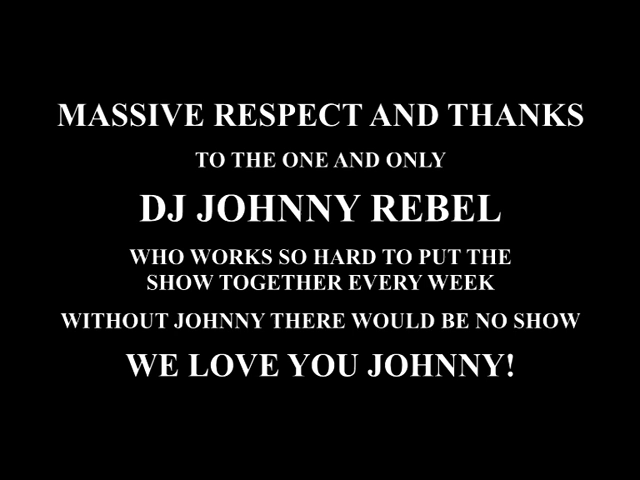 MASSIVE RESPECT AND THANKS
TO THE ONE AND ONLY
DJ JOHNNY REBEL
WHO WORKS SO HARD TO PUT THE
SHOW TOGETHER EVERY WEEK
WITHOUT JOHNNY THERE WOULD BE NO SHOW
WE LOVE YOU JOHNNY!